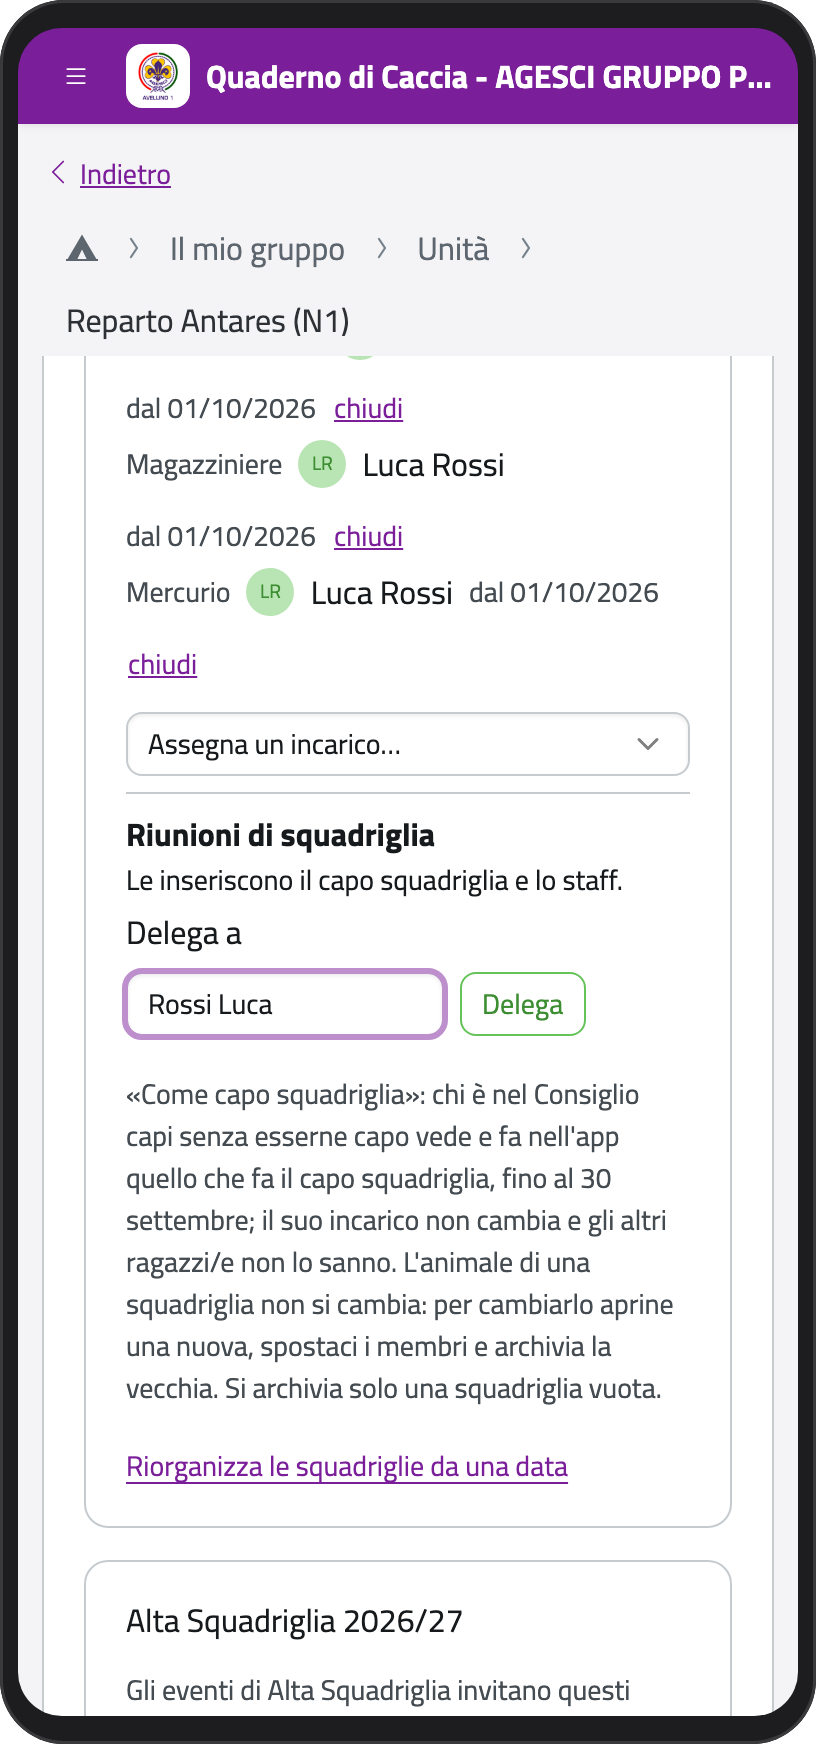 AVELLINO 1
Quaderno di Caccia - AGESCI GRUPPO P...
Indietro
Il mio gruppo
Unità
Reparto Antares (N1)
dal 01/10/2026 chiudi
Magazziniere LR Luca Rossi
dal 01/10/2026 chiudi
Mercurio LR Luca Rossi dal 01/10/2026
chiudi
Assegna un incarico...
Riunioni di squadriglia
Le inseriscono il capo squadriglia e lo staff.
Delega a
Rossi Luca
Delega
«Come capo squadriglia»: chi è nel Consiglio
capi senza esserne capo vede e fa nell'app
quello che fa il capo squadriglia, fino al 30
settembre; il suo incarico non cambia e gli altri
ragazzi/e non lo sanno. L'animale di una
squadriglia non si cambia: per cambiarlo aprine
una nuova, spostaci i membri e archivia la
vecchia. Si archivia solo una squadriglia vuota.
Riorganizza le squadriglie da una data
Alta Squadriglia 2026/27
Gli eventi di Alta Squadriglia invitano questi